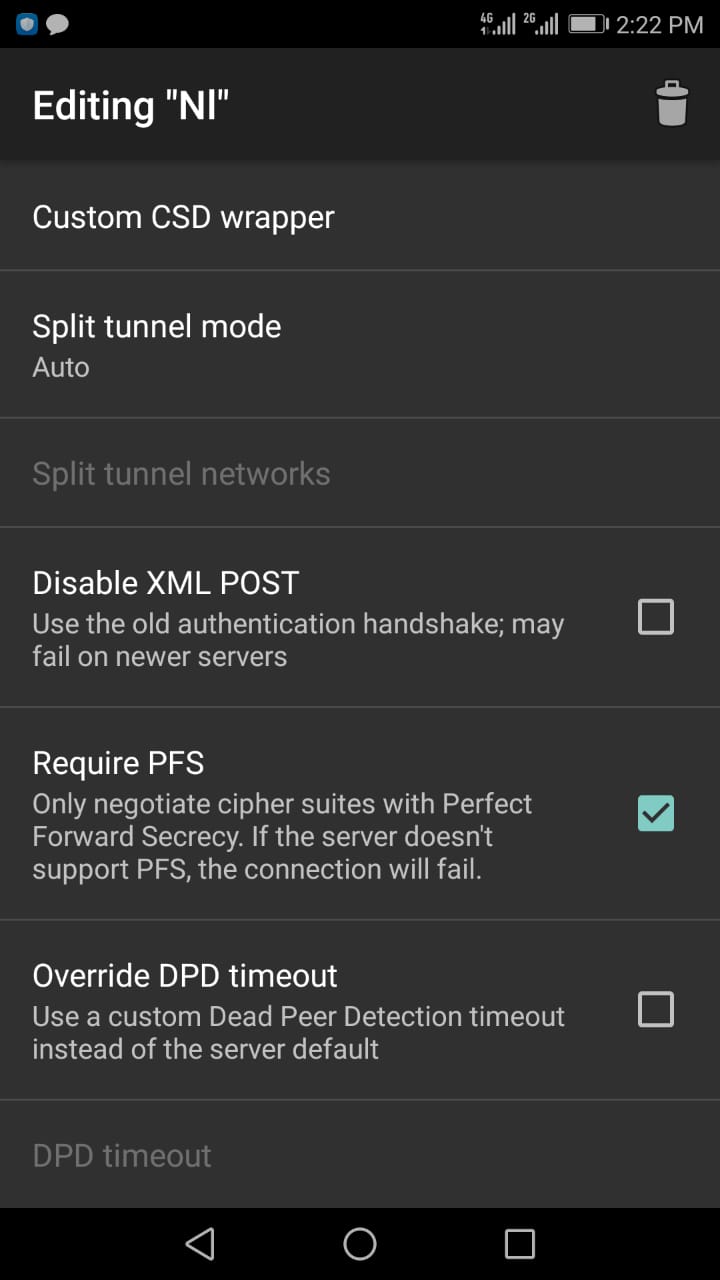 4G 2G 2:22 PM
Editing "Nl"
Custom CSD wrapper
Split tunnel mode
Auto
Split tunnel networks
Disable XML POST
Use the old authentication handshake; may
fail on newer servers
Require PFS
Only negotiate cipher suites with Perfect
Forward Secrecy. If the server doesn't
support PFS, the connection will fail.
Override DPD timeout
Use a custom Dead Peer Detection timeout
instead of the server default
DPD timeout